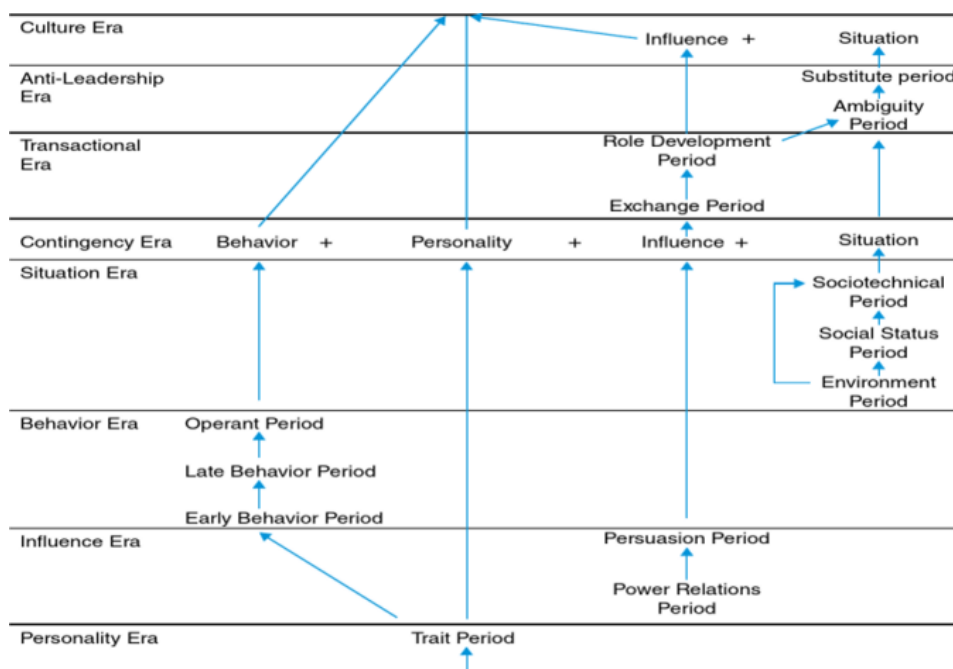 Culture Era
Influence +
Situation
Anti-Leadership
Era
Substitute period
Ambiguity
Period
Transactional
Era
Role Development
Period
Exchange Period
Contingency Era
Behavior +
Personality +
Influence +
Situation
Situation Era
Sociotechnical
Period
Social Status
Period
Environment
Period
Behavior Era
Operant Period
Late Behavior Period
Early Behavior Period
Influence Era
Persuasion Period
Power Relations
Period
Personality Era
Trait Period